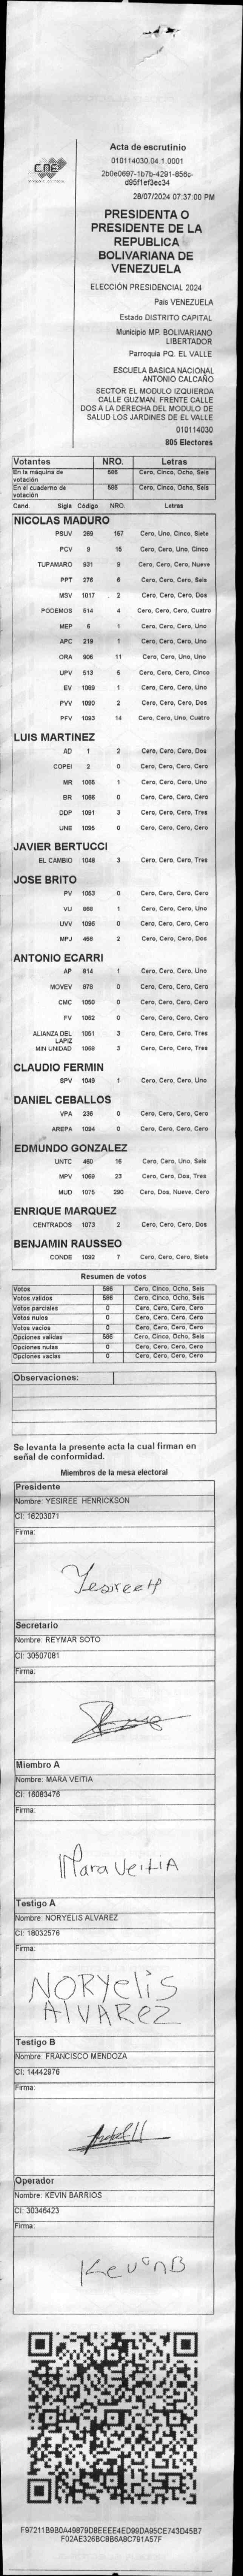 CNE
Acta de escrutinio
010114030.04.1.0001
2b0e0697-1b7b-4291-856c-
d95f1ef3ec34
28/07/2024 07:37:00 PM
PRESIDENTA O
PRESIDENTE DE LA
REPUBLICA
BOLIVARIANA DE
VENEZUELA
ELECCIÓN PRESIDENCIAL 2024
País VENEZUELA
Estado DISTRITO CAPITAL
Municipio MP. BOLIVARIANO
LIBERTADOR
Parroquia PQ. EL VALLE
ESCUELA BASICA NACIONAL
ANTONIO CALCAÑO
SECTOR EL MODULO IZQUIERDA
CALLE GUZMAN. FRENTE CALLE
DOS A LA DERECHA DEL MODULO DE
SALUD LOS JARDINES DE EL VALLE
010114030
805 Electores
Votantes NRO. Letras
En la máquina de votación 586 Cero, Cinco, Ocho, Seis
En el cuaderno de votación 586 Cero, Cinco, Ocho, Seis
Cand. Sigla Código NRO. Letras
NICOLAS MADURO
PSUV 269 157 Cero, Uno, Cinco, Siete
PCV 9 15 Cero, Cero, Uno, Cinco
TUPAMARO 931 9 Cero, Cero, Cero, Nueve
PPT 276 6 Cero, Cero, Cero, Seis
MSV 1017 2 Cero, Cero, Cero, Dos
PODEMOS 514 4 Cero, Cero, Cero, Cuatro
MEP 6 1 Cero, Cero, Cero, Uno
APC 219 1 Cero, Cero, Cero, Uno
ORA 906 11 Cero, Cero, Uno, Uno
UPV 513 5 Cero, Cero, Cero, Cinco
EV 1089 1 Cero, Cero, Cero, Uno
PVV 1090 2 Cero, Cero, Cero, Dos
PFV 1093 14 Cero, Cero, Uno, Cuatro
LUIS MARTINEZ
AD 1 2 Cero, Cero, Cero, Dos
COPEI 2 0 Cero, Cero, Cero, Cero
MR 1065 1 Cero, Cero, Cero, Uno
BR 1066 0 Cero, Cero, Cero, Cero
DDP 1091 3 Cero, Cero, Cero, Tres
UNE 1095 0 Cero, Cero, Cero, Cero
JAVIER BERTUCCI
EL CAMBIO 1048 3 Cero, Cero, Cero, Tres
JOSE BRITO
PV 1053 0 Cero, Cero, Cero, Cero
VU 868 1 Cero, Cero, Cero, Uno
UVV 1096 0 Cero, Cero, Cero, Cero
MPJ 458 2 Cero, Cero, Cero, Dos
ANTONIO ECARRI
AP 814 1 Cero, Cero, Cero, Uno
MOVEV 878 0 Cero, Cero, Cero, Cero
CMC 1050 0 Cero, Cero, Cero, Cero
FV 1062 0 Cero, Cero, Cero, Cero
ALIANZA DEL LAPIZ 1051 3 Cero, Cero, Cero, Tres
MIN UNIDAD 1068 3 Cero, Cero, Cero, Tres
CLAUDIO FERMIN
SPV 1049 1 Cero, Cero, Cero, Uno
DANIEL CEBALLOS
VPA 236 0 Cero, Cero, Cero, Cero
AREPA 1094 0 Cero, Cero, Cero, Cero
EDMUNDO GONZALEZ
UNTC 460 16 Cero, Cero, Uno, Seis
MPV 1069 23 Cero, Cero, Dos, Tres
MUD 1075 290 Cero, Dos, Nueve, Cero
ENRIQUE MARQUEZ
CENTRADOS 1073 2 Cero, Cero, Cero, Dos
BENJAMIN RAUSSEO
CONDE 1092 7 Cero, Cero, Cero, Siete
Resumen de votos
Votos 586 Cero, Cinco, Ocho, Seis
Votos validos 586 Cero, Cinco, Ocho, Seis
Votos parciales 0 Cero, Cero, Cero, Cero
Votos nulos 0 Cero, Cero, Cero, Cero
Votos vacíos 0 Cero, Cero, Cero, Cero
Opciones validas 586 Cero, Cinco, Ocho, Seis
Opciones nulas 0 Cero, Cero, Cero, Cero
Opciones vacías 0 Cero, Cero, Cero, Cero
Observaciones:
Se levanta la presente acta la cual firman en
señal de conformidad.
Miembros de la mesa electoral
Presidente
Nombre: YESIREE HENRICKSON
CI: 16203071
Firma:
YesireeH
Secretario
Nombre: REYMAR SOTO
CI: 30507081
Firma:
Miembro A
Nombre: MARA VEITIA
CI: 16083476
Firma:
Mara VeitiA
Testigo A
Nombre: NORYELIS ALVAREZ
CI: 18032576
Firma:
NORYelis
AlVARez
Testigo B
Nombre: FRANCISCO MENDOZA
CI: 14442976
Firma:
Operador
Nombre: KEVIN BARRIOS
CI: 30346423
Firma:
KevinB
F97211B9B0A49879D8EEEE4ED99DA95CE743D45B7
F02AE326BC8B6A8C791A57F